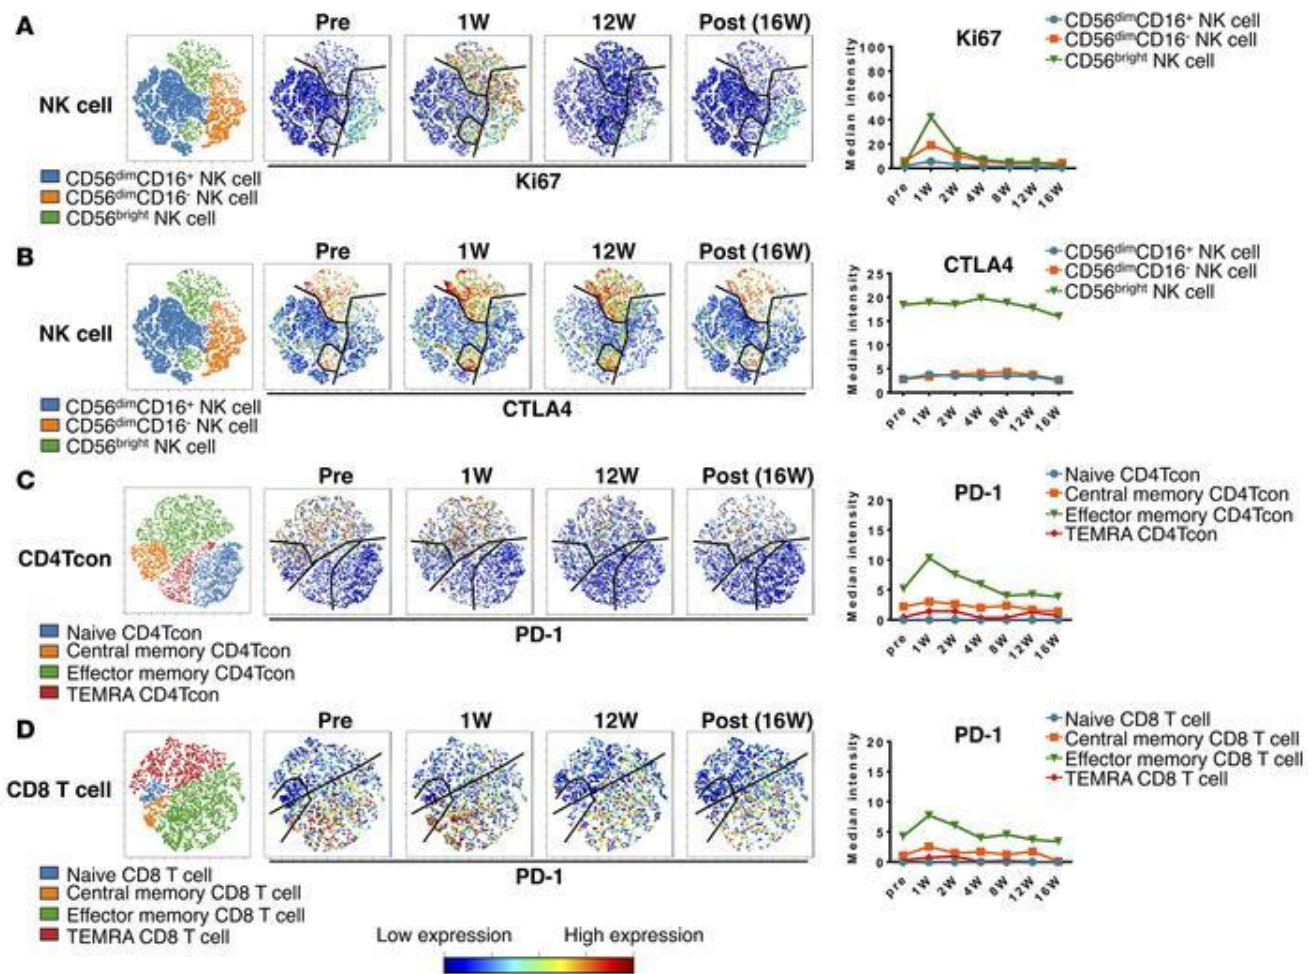 A
Pre 1W 12W Post (16W)
NK cell
CD56dimCD16+ NK cell
CD56dimCD16- NK cell
CD56bright NK cell
Ki67
Ki67
CD56dimCD16+ NK cell
CD56dimCD16- NK cell
CD56bright NK cell
Median intensity
100
80
60
40
20
0
pre 1W 2W 4W 8W 12W 16W
B
Pre 1W 12W Post (16W)
NK cell
CD56dimCD16+ NK cell
CD56dimCD16- NK cell
CD56bright NK cell
CTLA4
CTLA4
CD56dimCD16+ NK cell
CD56dimCD16- NK cell
CD56bright NK cell
Median intensity
25
20
15
10
5
0
pre 1W 2W 4W 8W 12W 16W
C
Pre 1W 12W Post (16W)
CD4Tcon
Naive CD4Tcon
Central memory CD4Tcon
Effector memory CD4Tcon
TEMRA CD4Tcon
PD-1
PD-1
Naive CD4Tcon
Central memory CD4Tcon
Effector memory CD4Tcon
TEMRA CD4Tcon
Median intensity
20
15
10
5
0
pre 1W 2W 4W 8W 12W 16W
D
Pre 1W 12W Post (16W)
CD8 T cell
Naive CD8 T cell
Central memory CD8 T cell
Effector memory CD8 T cell
TEMRA CD8 T cell
PD-1
PD-1
Naive CD8 T cell
Central memory CD8 T cell
Effector memory CD8 T cell
TEMRA CD8 T cell
Median intensity
20
15
10
5
0
pre 1W 2W 4W 8W 12W 16W
Low expression High expression